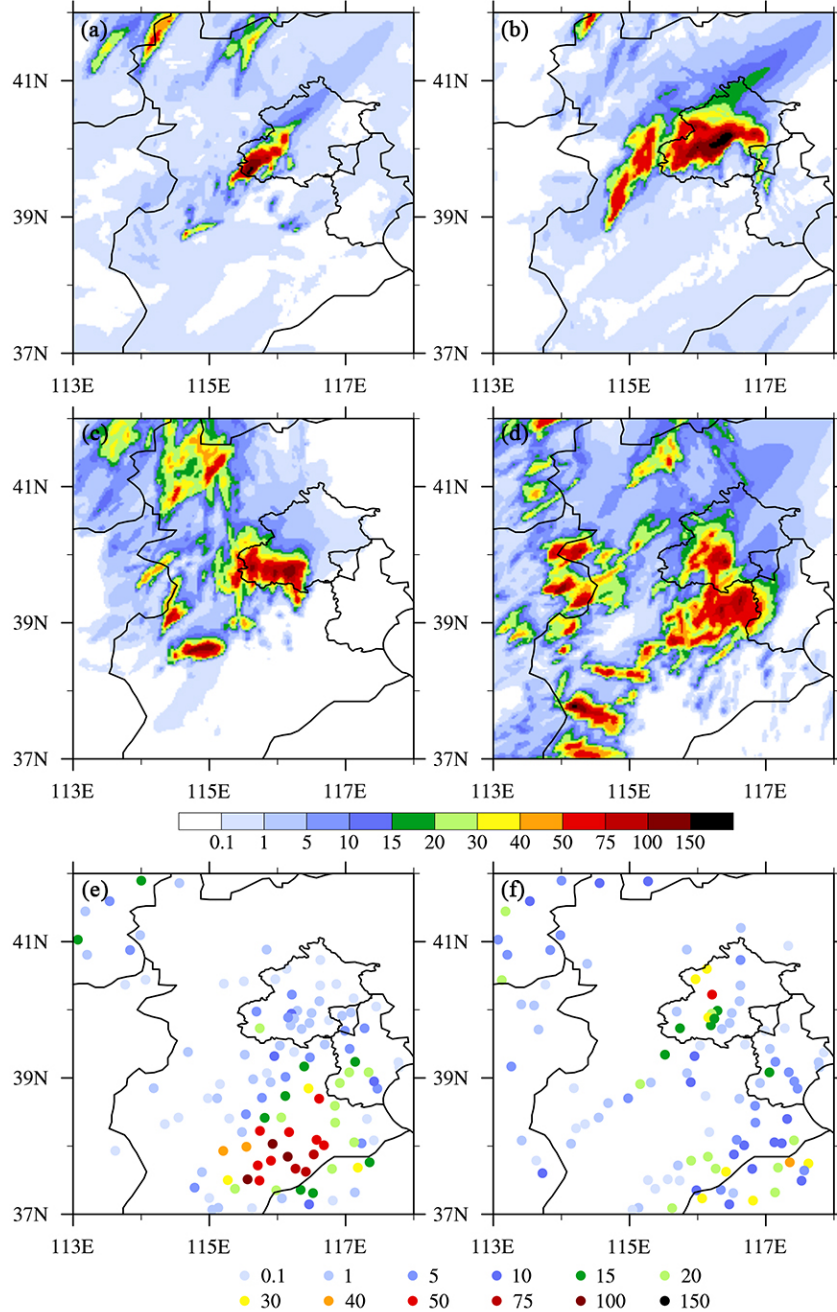 (a) (b)
41N 41N
39N 39N
37N 37N
113E 115E 117E 113E 115E 117E
(c) (d)
41N 41N
39N 39N
37N 37N
113E 115E 117E 113E 115E 117E
0.1 1 5 10 15 20 30 40 50 75 100 150
(e) (f)
41N 41N
39N 39N
37N 37N
113E 115E 117E 113E 115E 117E
0.1 1 5 10 15 20
30 40 50 75 100 150